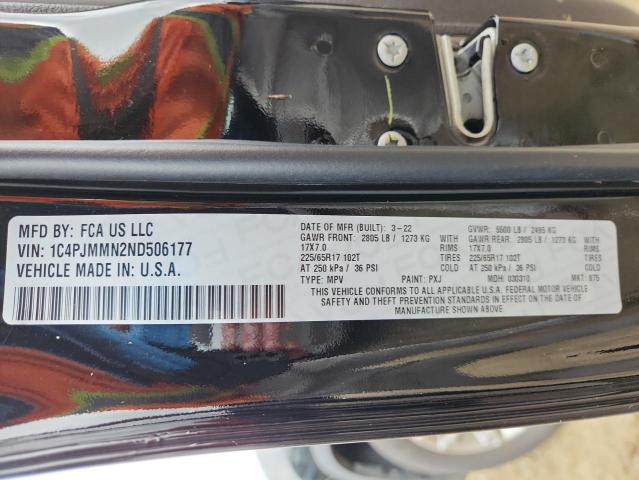 MFD BY: FCA US LLC
VIN: 1C4PJMMN2ND506177
VEHICLE MADE IN: U.S.A.
DATE OF MFR (BUILT): 3-22 GVWR: 5500 LB / 2495 KG
GAWR FRONT: 2805 LB / 1273 KG WITH GAWR REAR: 2805 LB / 1273 KG WITH
17X7.0 RIMS 17X7.0 RIMS
225/65R17 102T TIRES 225/65R17 102T TIRES
AT 250 kPa / 36 PSI COLD AT 250 kPa / 36 PSI COLD
TYPE: MPV PAINT: PXJ MDH: 030310 MKT: 875
THIS VEHICLE CONFORMS TO ALL APPLICABLE U.S.A. FEDERAL MOTOR VEHICLE
SAFETY AND THEFT PREVENTION STANDARDS IN EFFECT ON THE DATE OF
MANUFACTURE SHOWN ABOVE.